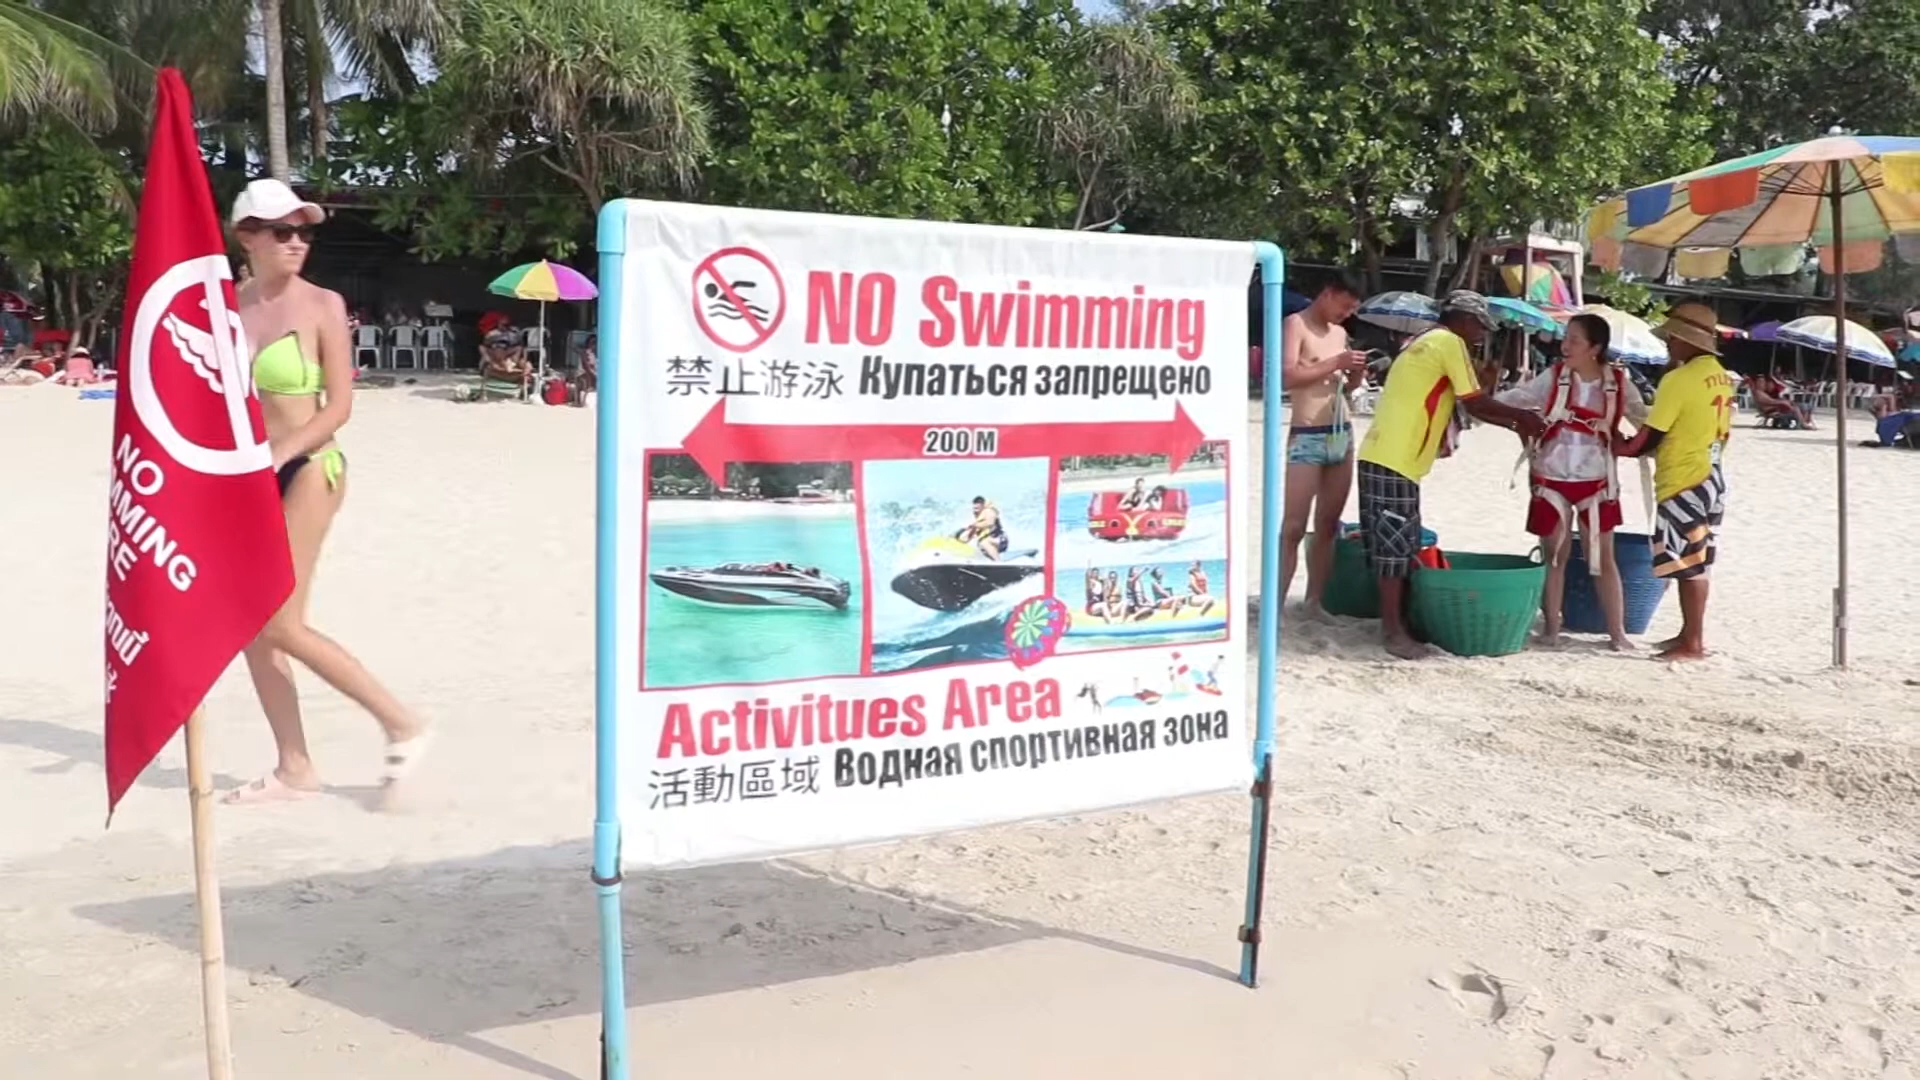 NO
SWIMMING
NO Swimming
禁止游泳 Купаться запрещено
200 M
Activitues Area
活動區域 Водная спортивная зона